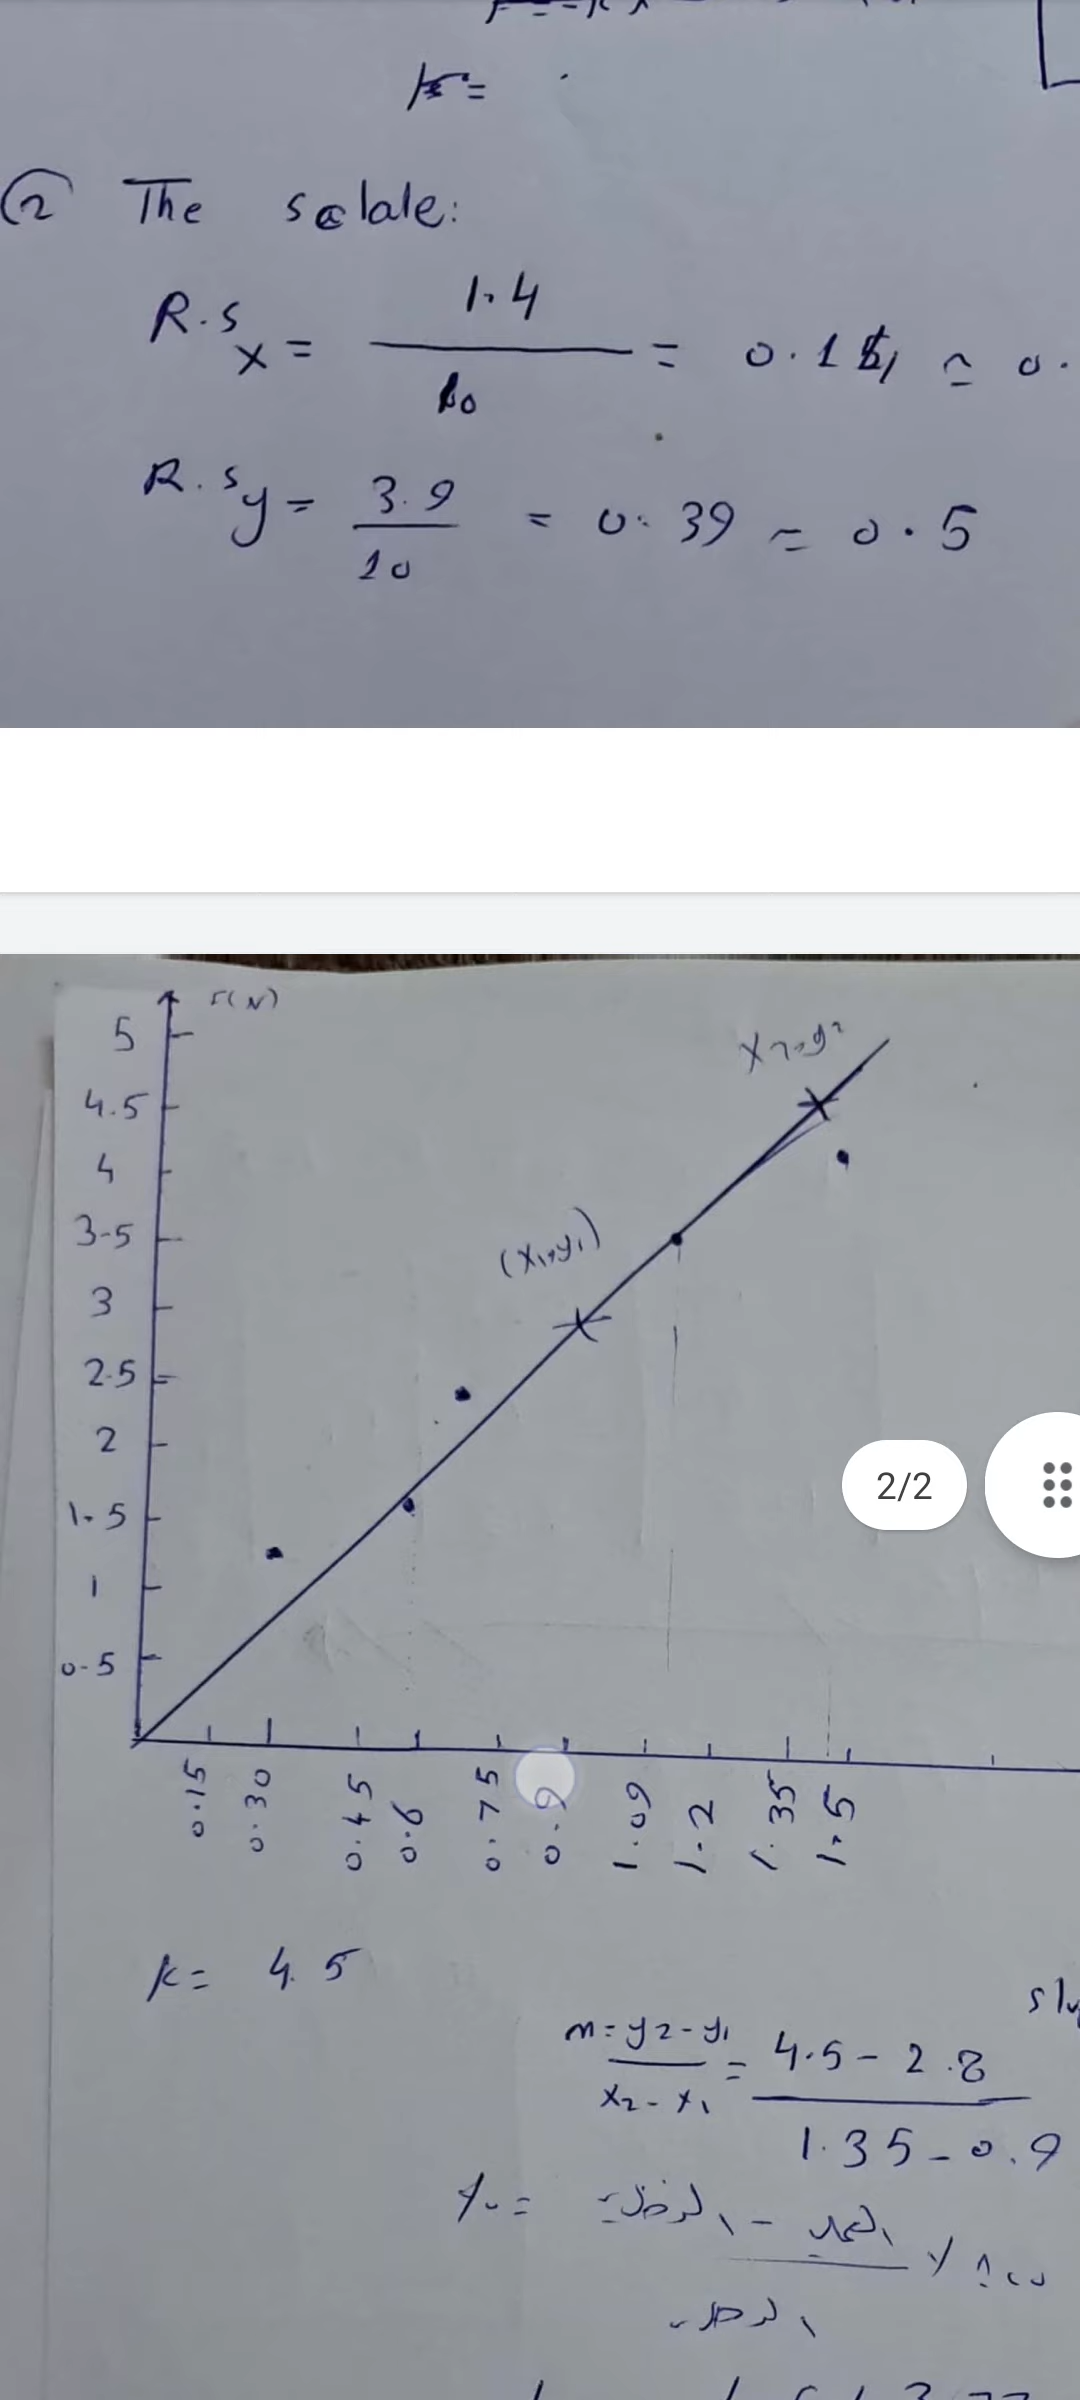 k =
② The scale:
R.S x = 1.4 / 10 = 0.14 ≃ 0.
R.S y = 3.9 / 10 = 0.39 ≃ 0.5
F(N)
5
4.5
4
3.5
3
2.5
2
1.5
1
0.5
(x1,y1)
x2,y2
2/2
0.15
0.30
0.45
0.6
0.75
0.9
1.09
1.2
1.35
1.5
k = 4.5
m = y2 - y1 / x2 - x1 = 4.5 - 2.8 / 1.35 - 0.9